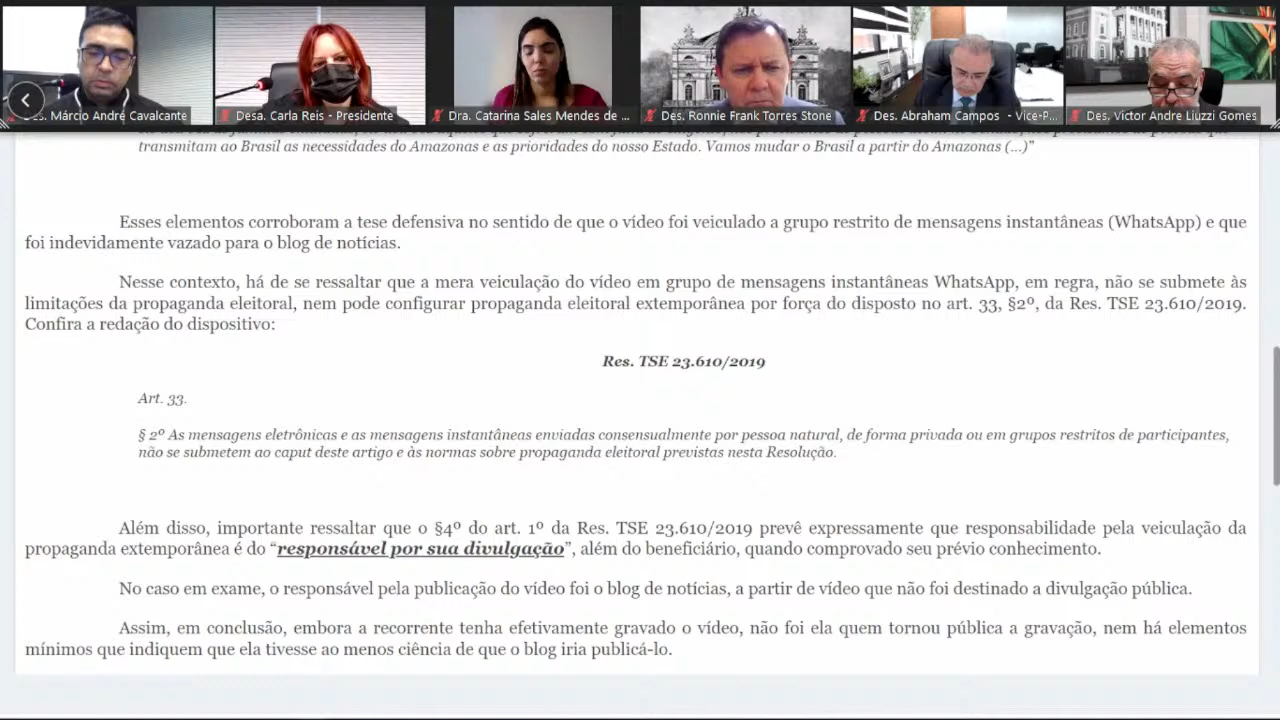 Des. Márcio André Cavalcante
Desa. Carla Reis - Presidente
Dra. Catarina Sales Mendes de ...
Des. Ronnie Frank Torres Stone
Des. Abraham Campos - Vice-P...
Des. Victor Andre Liuzzi Gomes
transmitam ao Brasil as necessidades do Amazonas e as prioridades do nosso Estado. Vamos mudar o Brasil a partir do Amazonas (...)”
Esses elementos corroboram a tese defensiva no sentido de que o vídeo foi veiculado a grupo restrito de mensagens instantâneas (WhatsApp) e que
foi indevidamente vazado para o blog de notícias.
Nesse contexto, há de se ressaltar que a mera veiculação do vídeo em grupo de mensagens instantâneas WhatsApp, em regra, não se submete às
limitações da propaganda eleitoral, nem pode configurar propaganda eleitoral extemporânea por força do disposto no art. 33, §2º, da Res. TSE 23.610/2019.
Confira a redação do dispositivo:
Res. TSE 23.610/2019
Art. 33.
§ 2º As mensagens eletrônicas e as mensagens instantâneas enviadas consensualmente por pessoa natural, de forma privada ou em grupos restritos de participantes,
não se submetem ao caput deste artigo e às normas sobre propaganda eleitoral previstas nesta Resolução.
Além disso, importante ressaltar que o §4º do art. 1º da Res. TSE 23.610/2019 prevê expressamente que responsabilidade pela veiculação da
propaganda extemporânea é do “responsável por sua divulgação”, além do beneficiário, quando comprovado seu prévio conhecimento.
No caso em exame, o responsável pela publicação do vídeo foi o blog de notícias, a partir de vídeo que não foi destinado a divulgação pública.
Assim, em conclusão, embora a recorrente tenha efetivamente gravado o vídeo, não foi ela quem tornou pública a gravação, nem há elementos
mínimos que indiquem que ela tivesse ao menos ciência de que o blog iria publicá-lo.